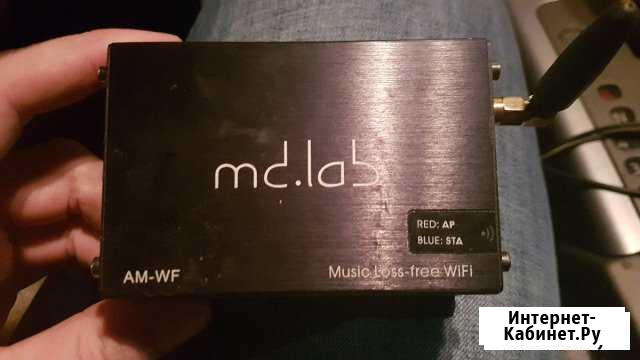 md.lab
RED: AP
BLUE: STA
AM-WF
Music Loss-free WiFi
Интернет-
Кабинет.Ру